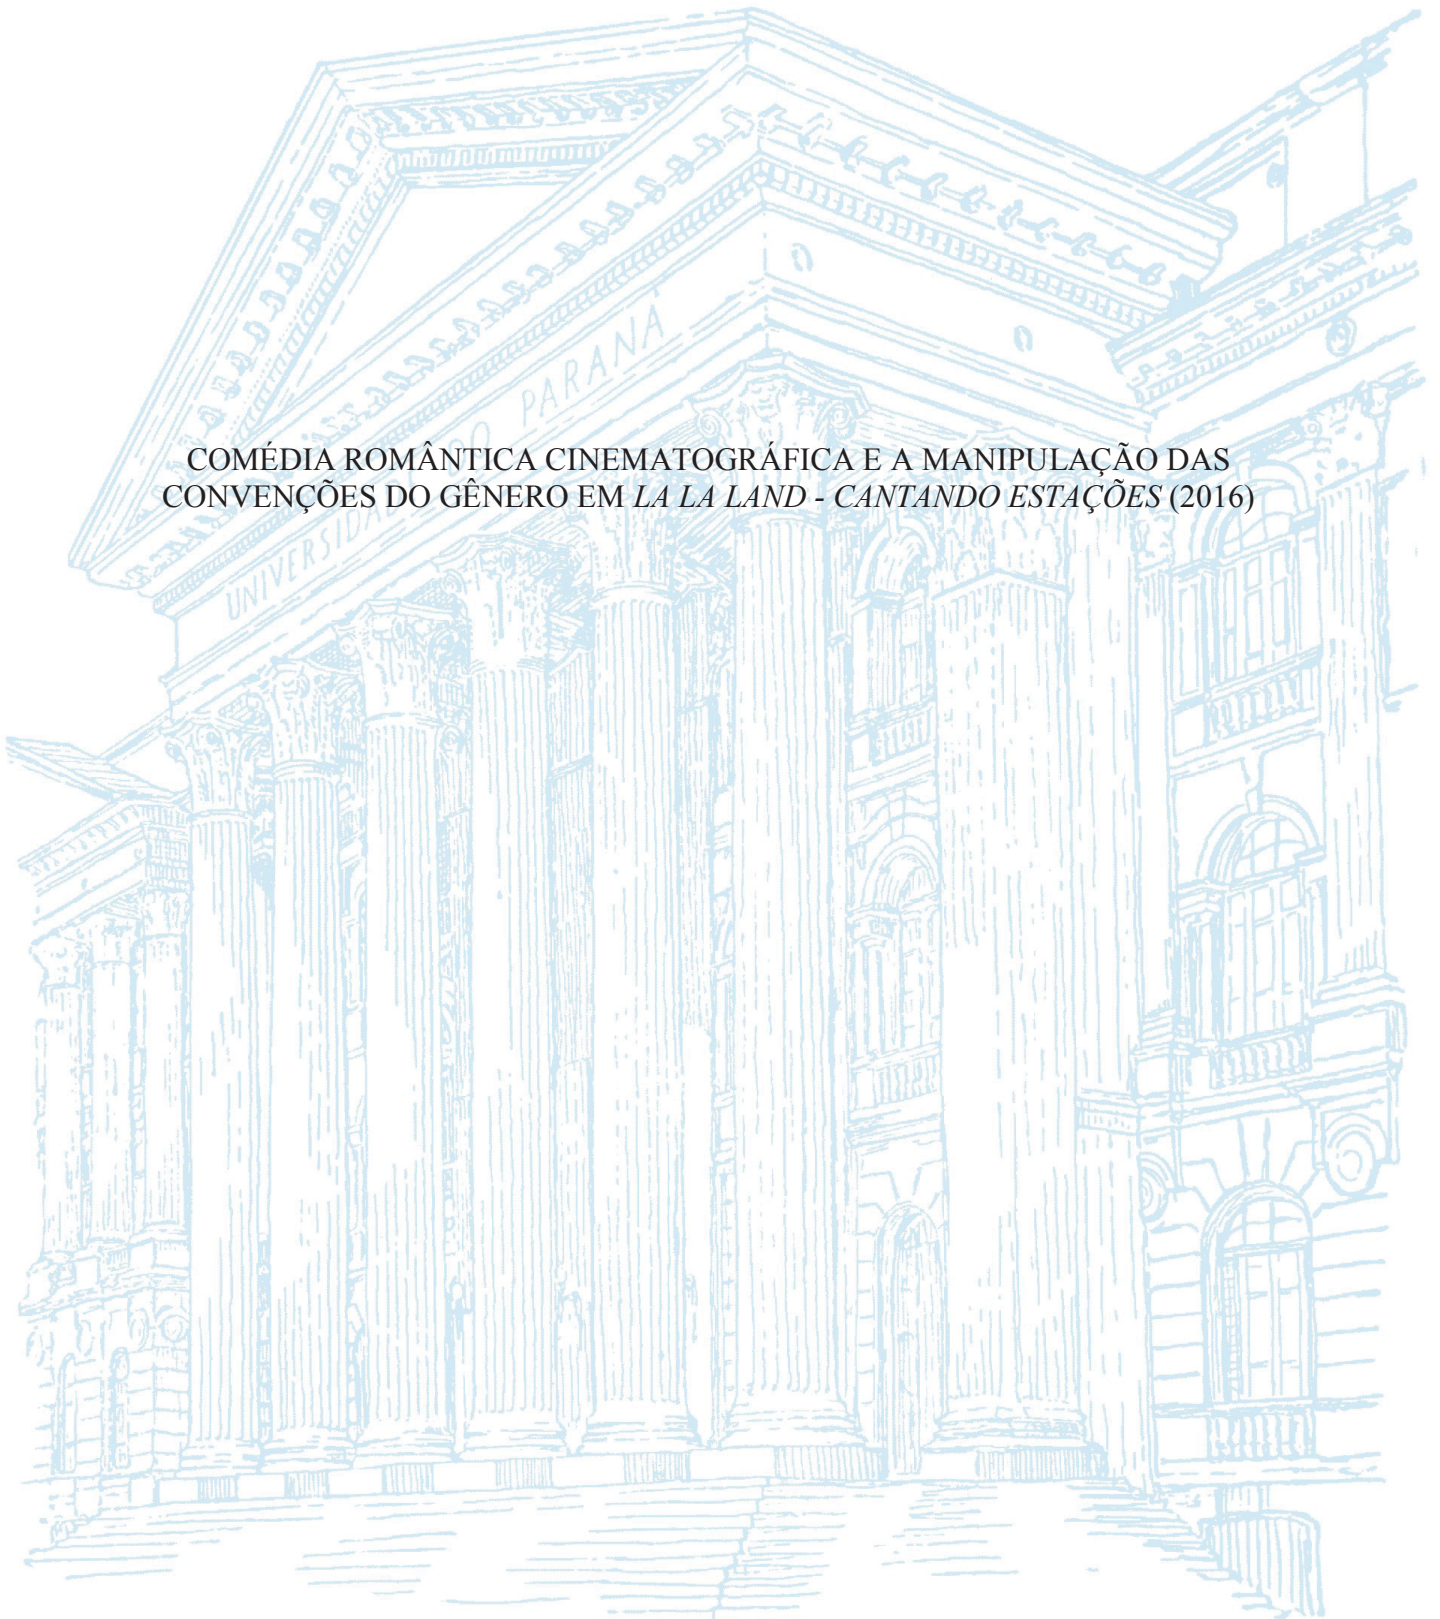 UNIVERSIDADE DO PARANÁ
COMÉDIA ROMÂNTICA CINEMATOGRÁFICA E A MANIPULAÇÃO DAS
CONVENÇÕES DO GÊNERO EM LA LA LAND - CANTANDO ESTAÇÕES (2016)